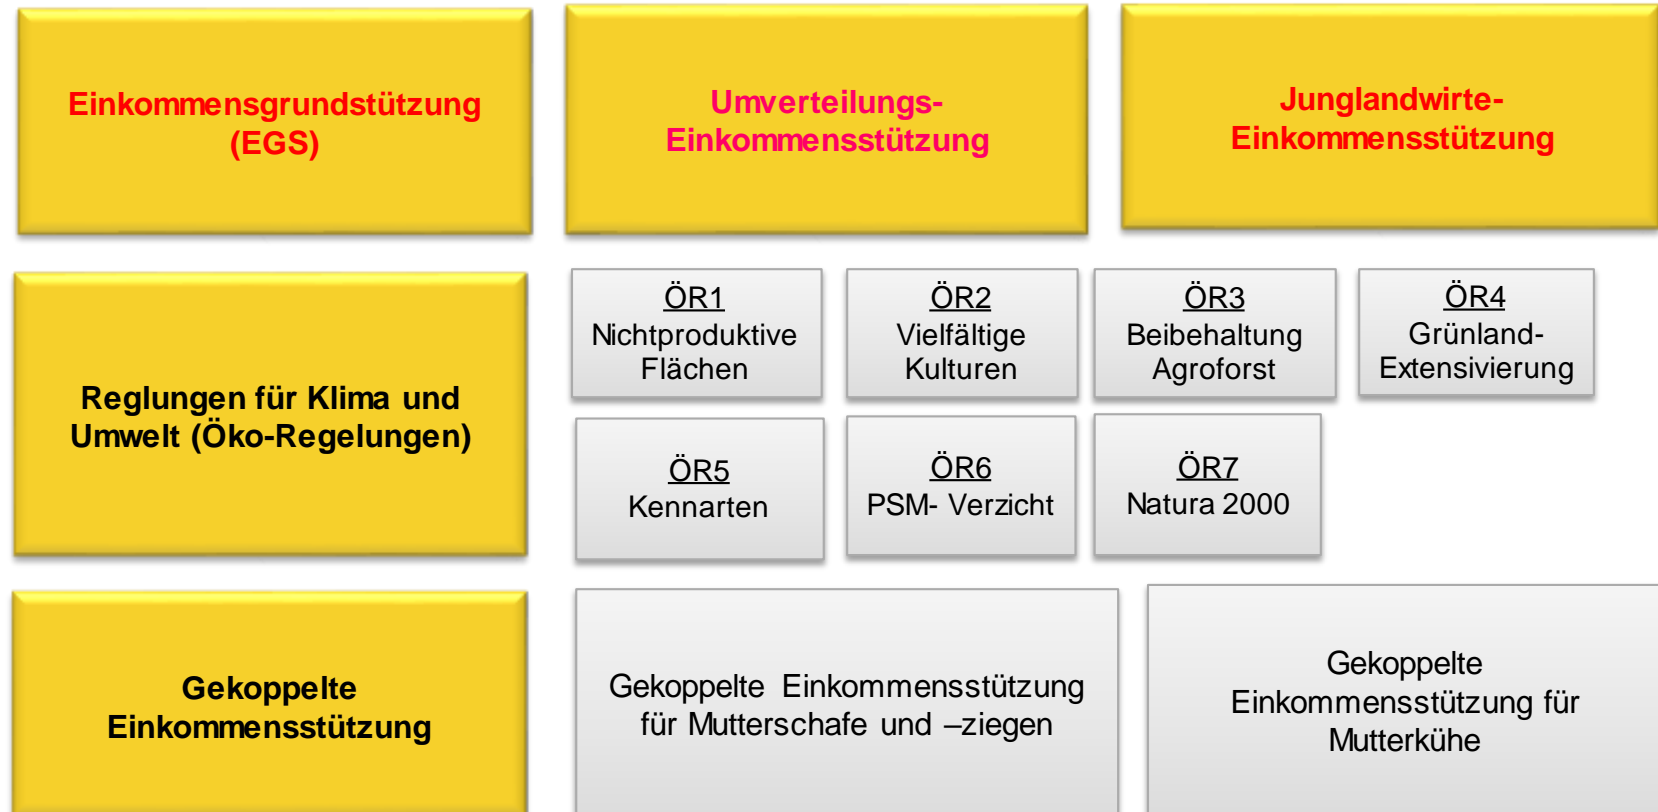 Einkommensgrundstützung
(EGS)
Umverteilungs-
Einkommensstützung
Junglandwirte-
Einkommensstützung
Reglungen für Klima und
Umwelt (Öko-Regelungen)
ÖR1
Nichtproduktive
Flächen
ÖR2
Vielfältige
Kulturen
ÖR3
Beibehaltung
Agroforst
ÖR4
Grünland-
Extensivierung
ÖR5
Kennarten
ÖR6
PSM- Verzicht
ÖR7
Natura 2000
Gekoppelte
Einkommensstützung
Gekoppelte Einkommensstützung
für Mutterschafe und –ziegen
Gekoppelte
Einkommensstützung für
Mutterkühe